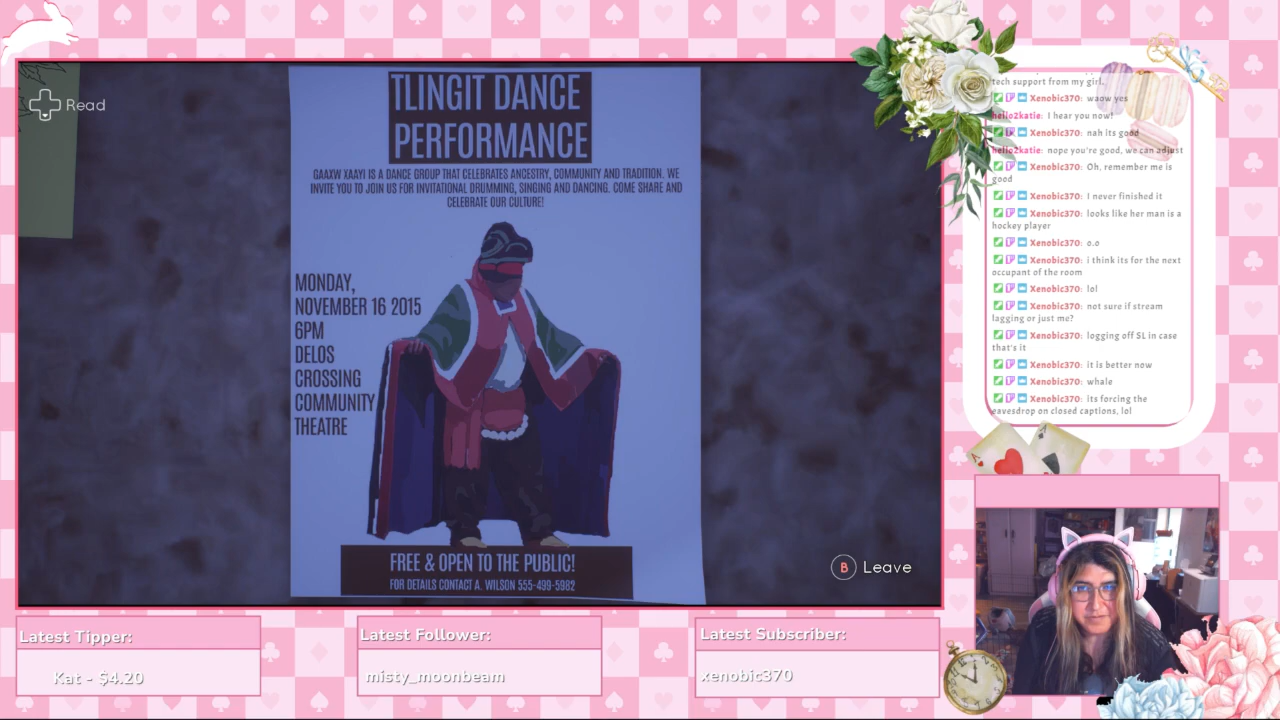 Read
TLINGIT DANCE
PERFORMANCE
IS A GROUP THAT CELEBRATES ANCESTRY, COMMUNITY AND TRADITION. WE
INVITE YOU TO JOIN US FOR INVITATIONAL DRUMMING, SINGING AND DANCING. COME SHARE AND
CELEBRATE OUR CULTURE!
MONDAY,
16 2015
6PM
DELOS
CROSSING
COMMUNITY
THEATRE
FREE & OPEN TO THE PUBLIC!
FOR DETAILS CONTACT A. WILSON 555-499-5982
B Leave
tech support from my girl.
Xenobic370: waow yes
hello2katie: I hear you now!
Xenobic370: nah its good
hello2katie: nope you're good, we can adjust
Xenobic370: Oh, remember me is
good
Xenobic370: I never finished it
Xenobic370: looks like her man is a
hockey player
Xenobic370: o.o
Xenobic370: i think its for the next
occupant of the room
Xenobic370: lol
Xenobic370: not sure if stream
lagging or just me?
Xenobic370: logging off SL in case
that's it
Xenobic370: it is better now
Xenobic370: whale
Xenobic370: its forcing the
eavesdrop on closed captions, lol
Latest Tipper:
Kat - $4.20
Latest Follower:
misty_moonbeam
Latest Subscriber:
xenobic370